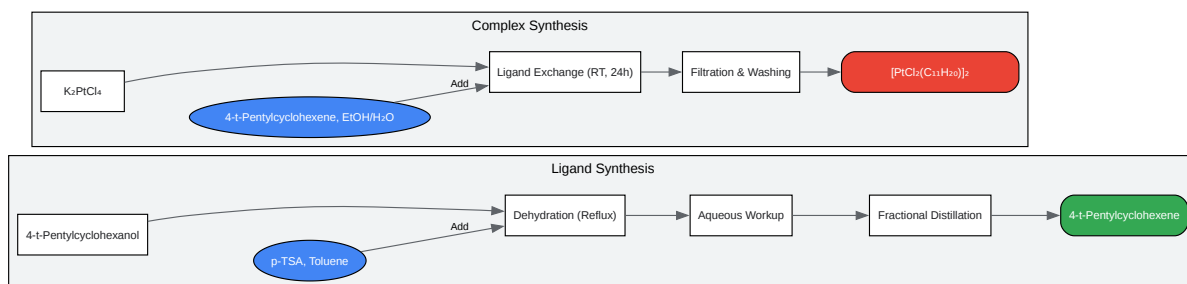 Complex Synthesis
K₂PtCl₄
4-t-Pentylcyclohexene, EtOH/H₂O
Add
Ligand Exchange (RT, 24h)
Filtration & Washing
[PtCl₂(C₁₁H₂₀)]₂
Ligand Synthesis
4-t-Pentylcyclohexanol
p-TSA, Toluene
Add
Dehydration (Reflux)
Aqueous Workup
Fractional Distillation
4-t-Pentylcyclohexene